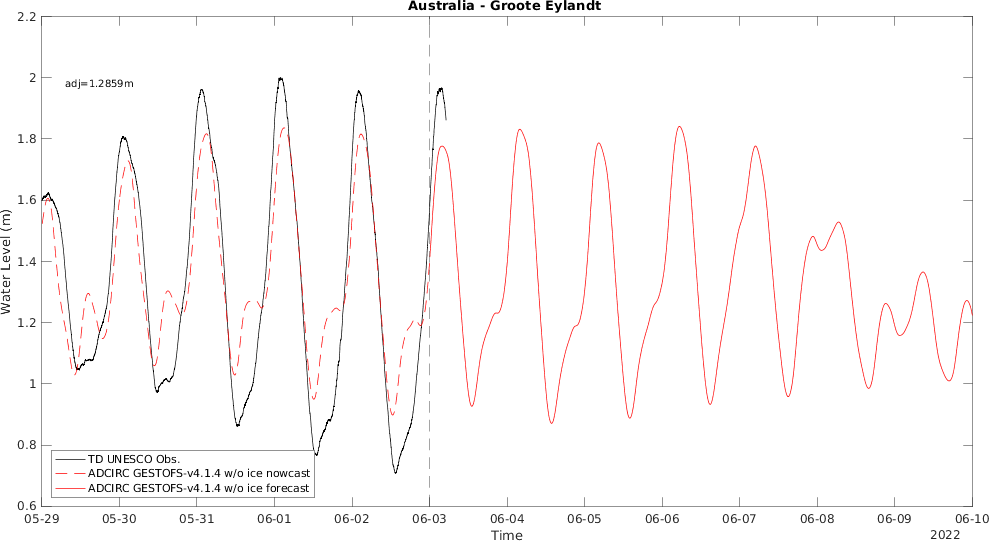 Australia - Groote Eylandt
2.2
2
1.8
1.6
1.4
1.2
1
0.8
0.6
Water Level (m)
adj=1.2859m
TD UNESCO Obs.
ADCIRC GESTOFS-v4.1.4 w/o ice nowcast
ADCIRC GESTOFS-v4.1.4 w/o ice forecast
05-29 05-30 05-31 06-01 06-02 06-03 06-04 06-05 06-06 06-07 06-08 06-09 06-10
Time
2022